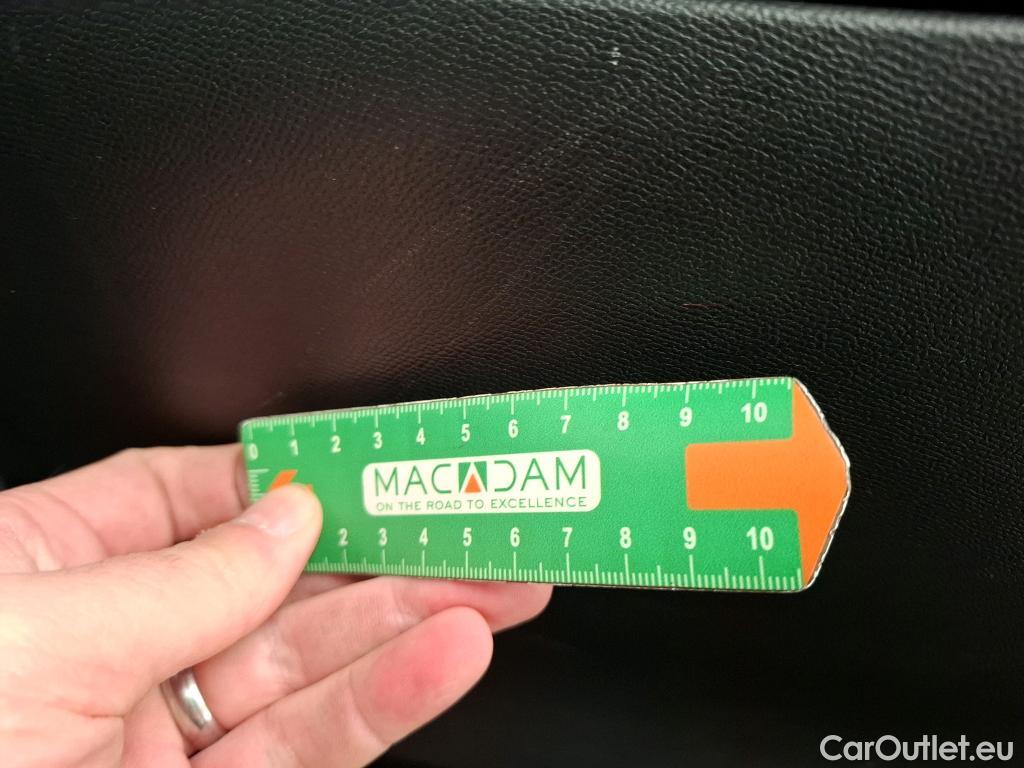 0 1 2 3 4 5 6 7 8 9 10
MACADAM
ON THE ROAD TO EXCELLENCE
2 3 4 5 6 7 8 9 10
CarOutlet.eu